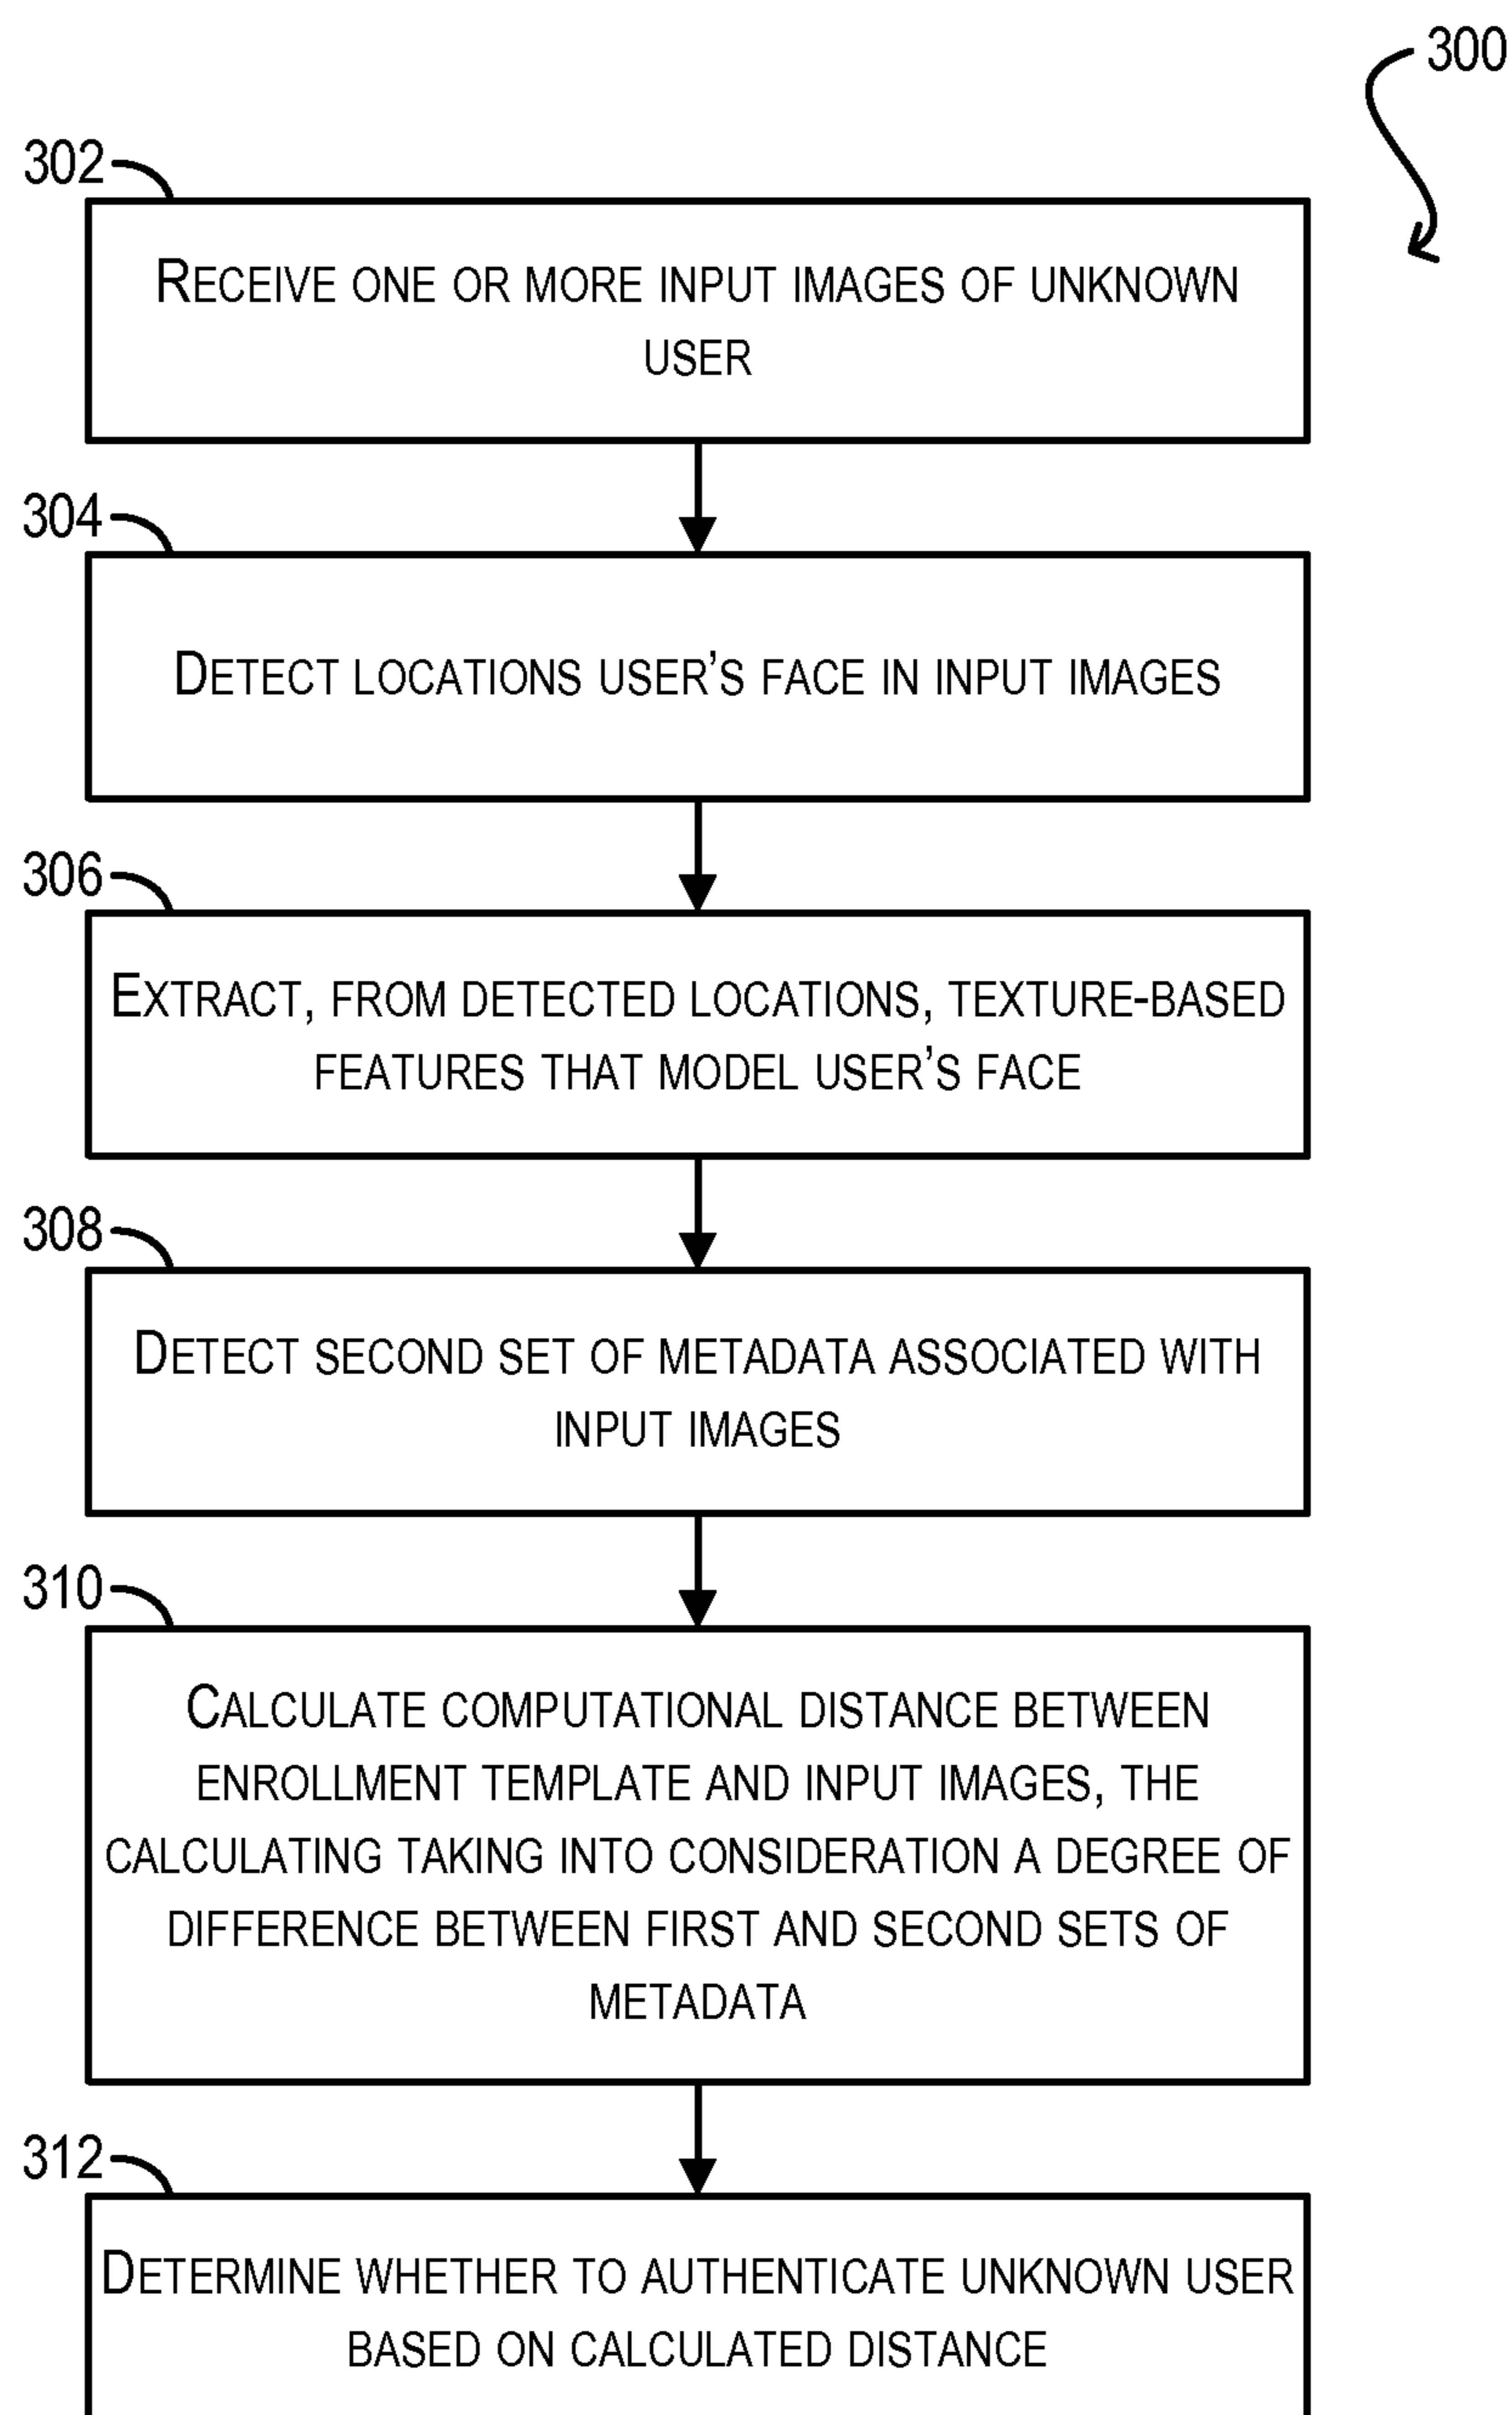 300
302
RECEIVE ONE OR MORE INPUT IMAGES OF UNKNOWN
USER
304
DETECT LOCATIONS USER'S FACE IN INPUT IMAGES
306
EXTRACT, FROM DETECTED LOCATIONS, TEXTURE-BASED
FEATURES THAT MODEL USER'S FACE
308
DETECT SECOND SET OF METADATA ASSOCIATED WITH
INPUT IMAGES
310
CALCULATE COMPUTATIONAL DISTANCE BETWEEN
ENROLLMENT TEMPLATE AND INPUT IMAGES, THE
CALCULATING TAKING INTO CONSIDERATION A DEGREE OF
DIFFERENCE BETWEEN FIRST AND SECOND SETS OF
METADATA
312
DETERMINE WHETHER TO AUTHENTICATE UNKNOWN USER
BASED ON CALCULATED DISTANCE